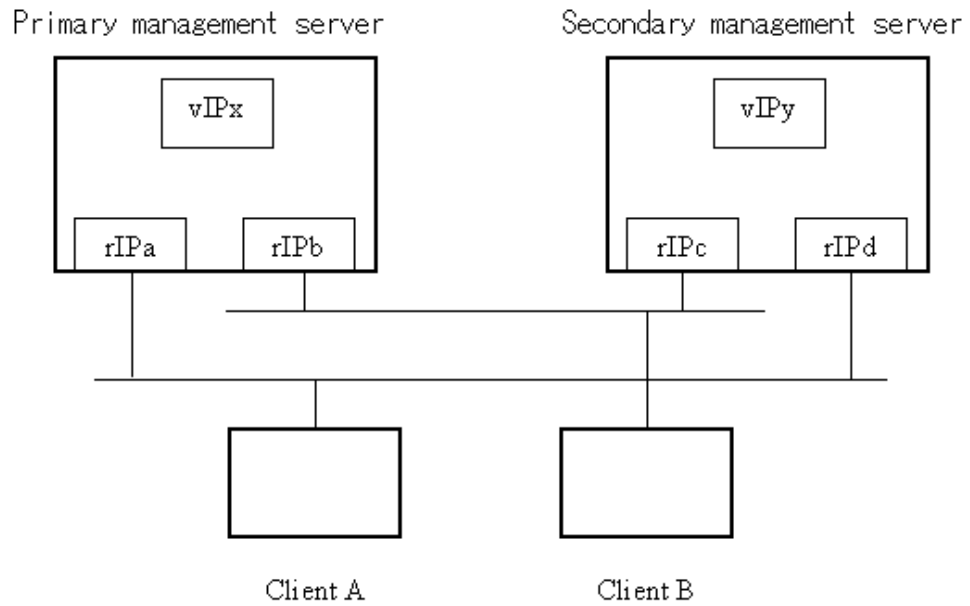 Primary management server
Secondary management server
vIPx
vIPy
rIPa
rIPb
rIPc
rIPd
Client A
Client B